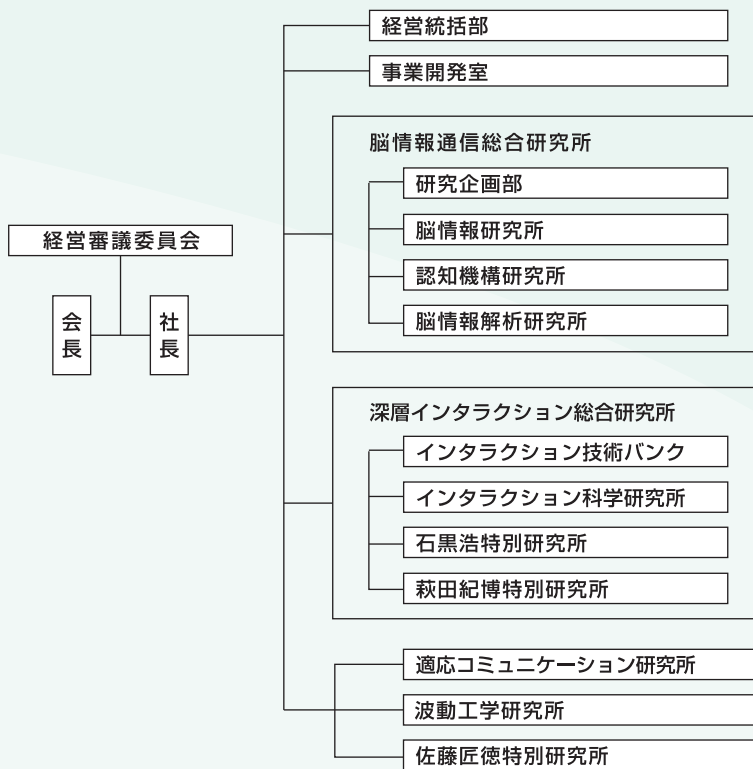 経営統括部
事業開発室
脳情報通信総合研究所
研究企画部
脳情報研究所
認知機構研究所
脳情報解析研究所
経営審議委員会
会長
社長
深層インタラクション総合研究所
インタラクション技術バンク
インタラクション科学研究所
石黒浩特別研究所
萩田紀博特別研究所
適応コミュニケーション研究所
波動工学研究所
佐藤匠徳特別研究所